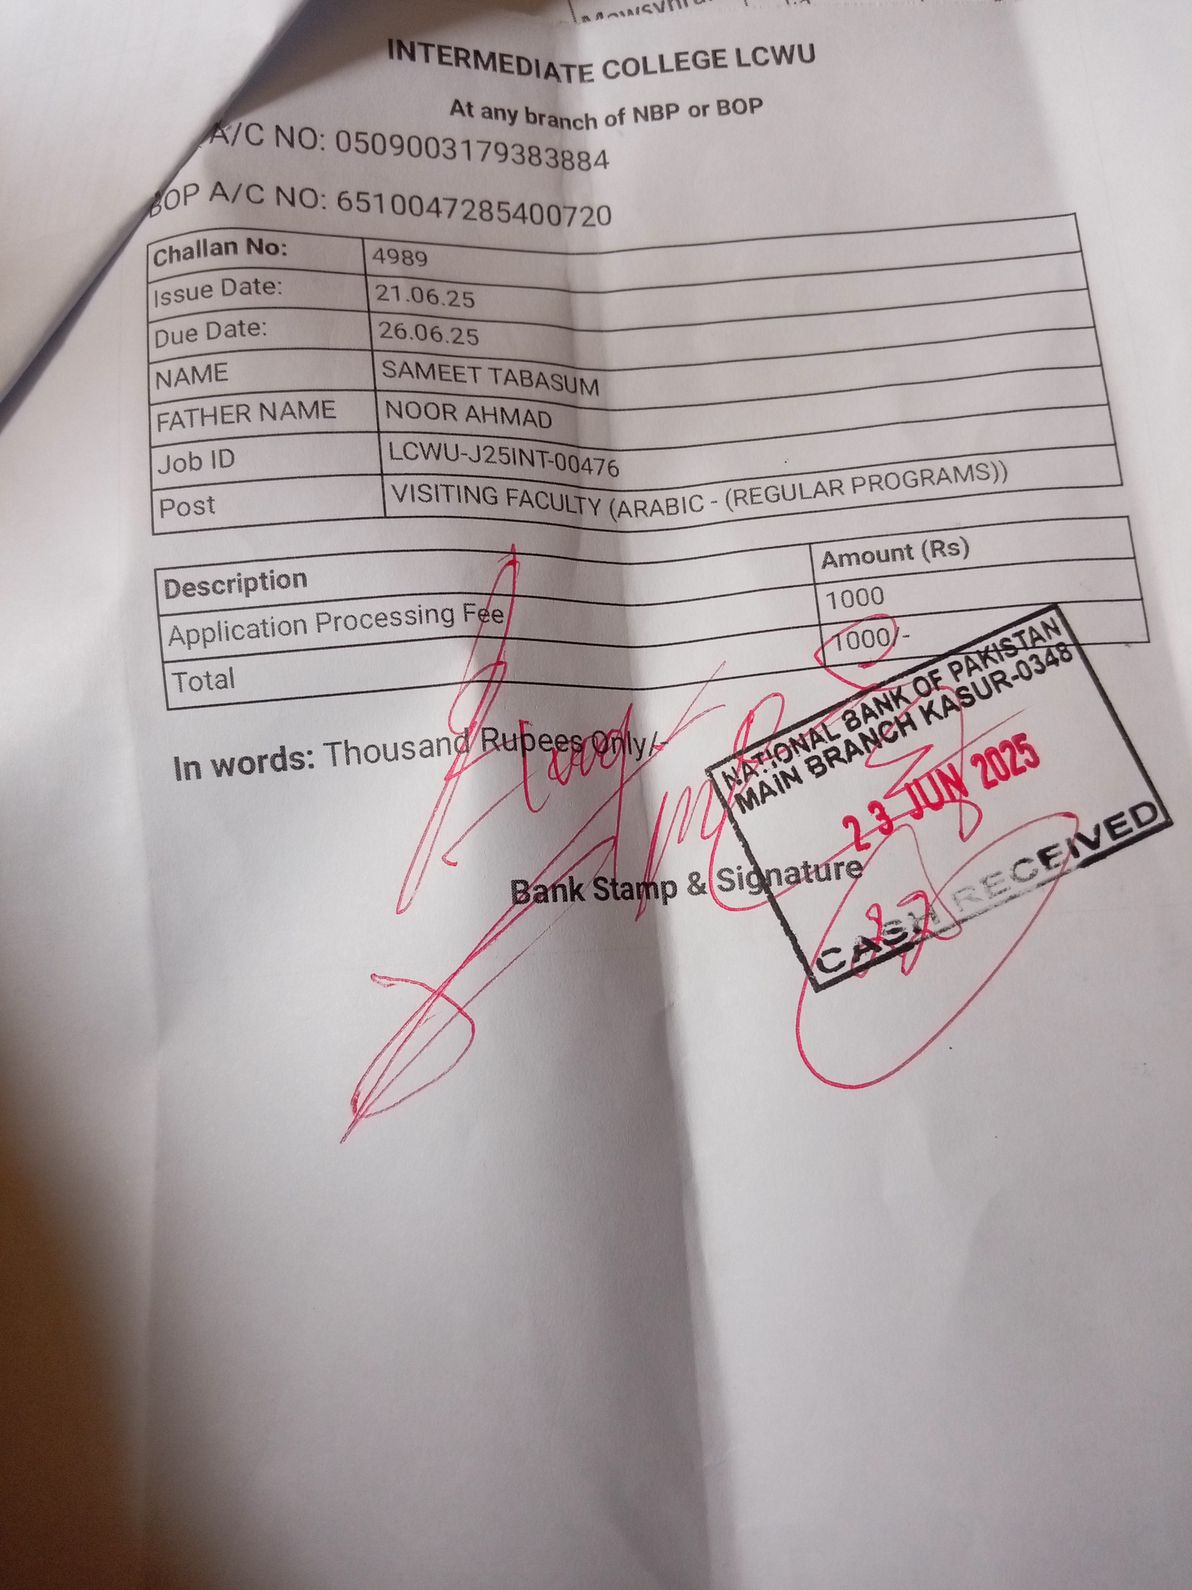 INTERMEDIATE COLLEGE LCWU
At any branch of NBP or BOP
A/C NO: 0509003179383884
BOP A/C NO: 6510047285400720
Challan No: 4989
Issue Date: 21.06.25
Due Date: 26.06.25
NAME SAMEET TABASUM
FATHER NAME NOOR AHMAD
Job ID LCWU-J25INT-00476
Post VISITING FACULTY (ARABIC - (REGULAR PROGRAMS))
Description Amount (Rs)
Application Processing Fee 1000
Total 1000/-
In words: Thousand Rupees Only/-
NATIONAL BANK OF PAKISTAN
MAIN BRANCH KASUR-0348
23 JUN 2025
CASH RECEIVED
Bank Stamp & Signature